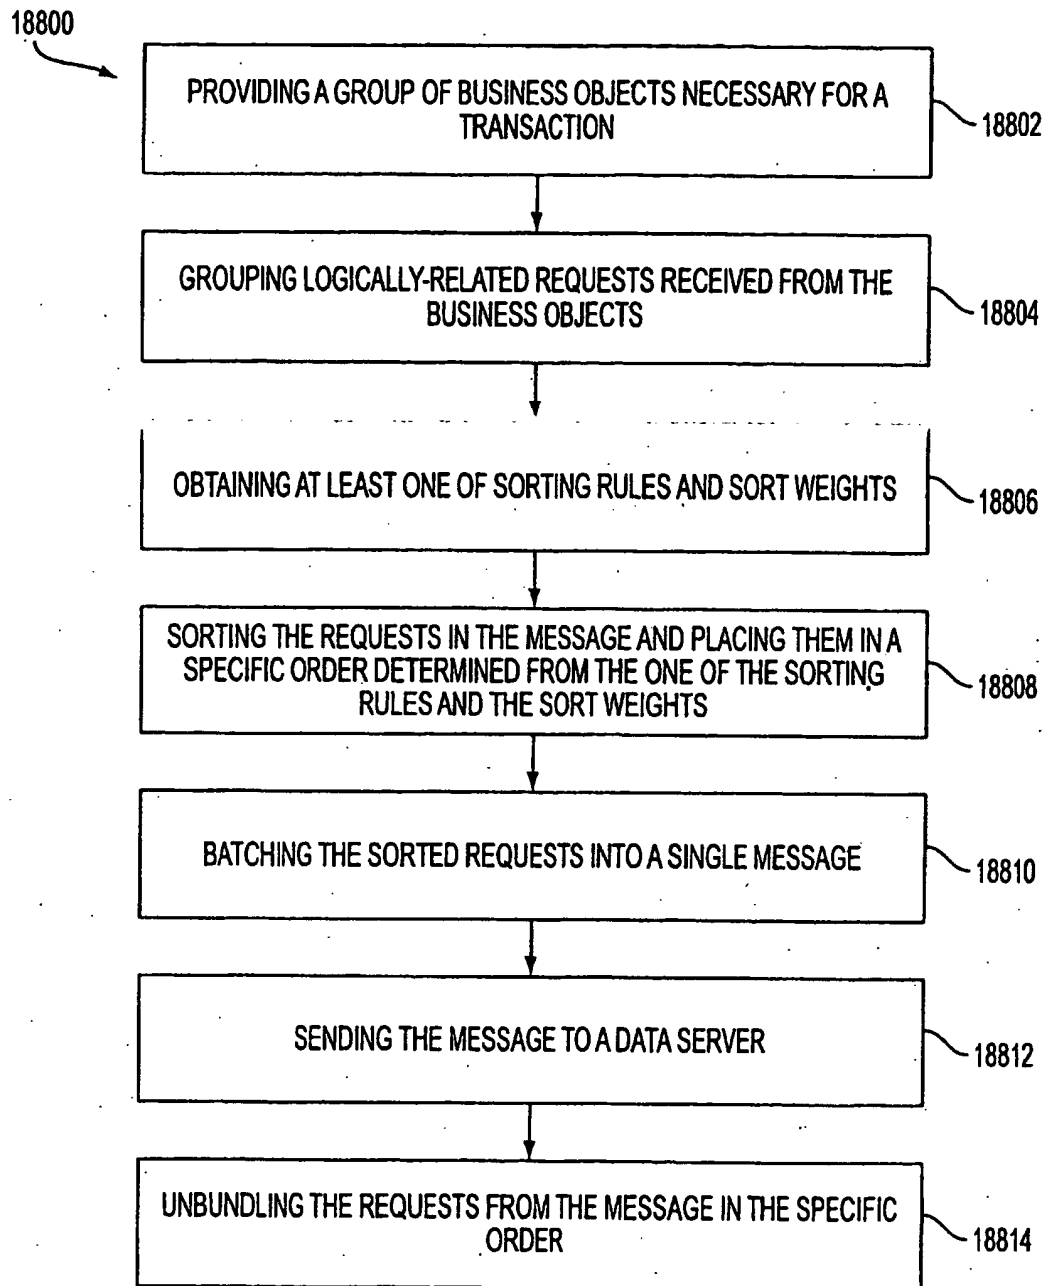 18800
PROVIDING A GROUP OF BUSINESS OBJECTS NECESSARY FOR A
TRANSACTION
18802
GROUPING LOGICALLY-RELATED REQUESTS RECEIVED FROM THE
BUSINESS OBJECTS
18804
OBTAINING AT LEAST ONE OF SORTING RULES AND SORT WEIGHTS
18806
SORTING THE REQUESTS IN THE MESSAGE AND PLACING THEM IN A
SPECIFIC ORDER DETERMINED FROM THE ONE OF THE SORTING
RULES AND THE SORT WEIGHTS
18808
BATCHING THE SORTED REQUESTS INTO A SINGLE MESSAGE
18810
SENDING THE MESSAGE TO A DATA SERVER
18812
UNBUNDLING THE REQUESTS FROM THE MESSAGE IN THE SPECIFIC
ORDER
18814